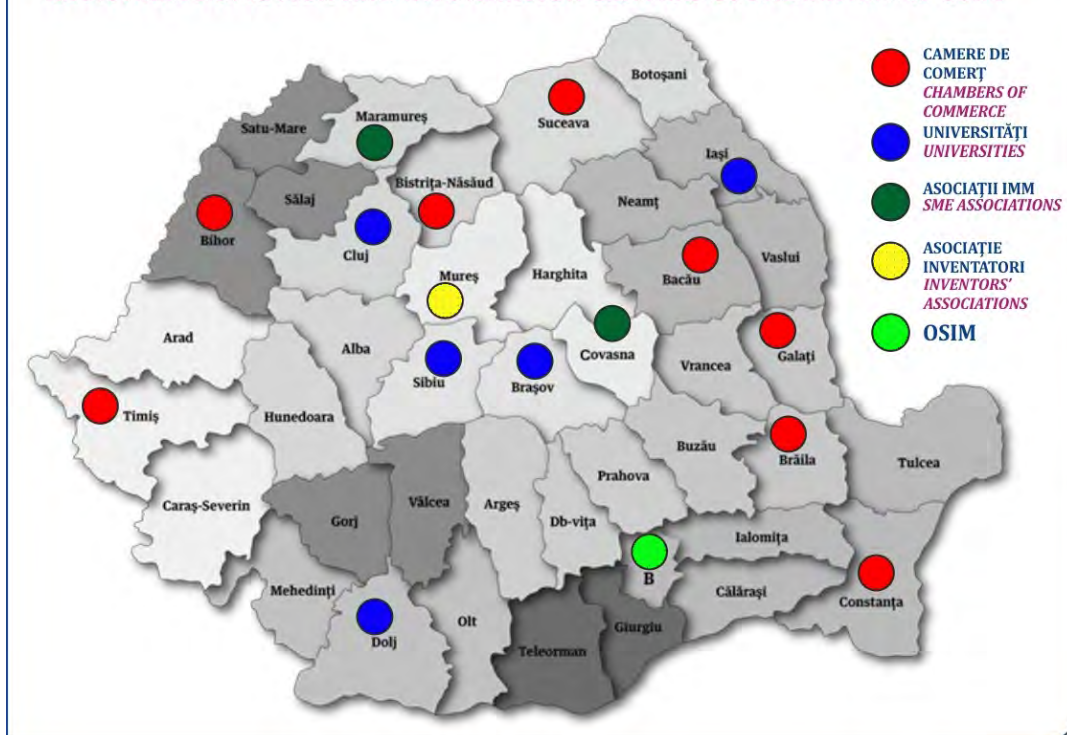 Botoșani
Suceava
Maramureș
Satu-Mare
Iași
Bistrița-Năsăud
Sălaj
Neamț
Bihor
Cluj
Vaslui
Mureș
Harghita
Bacău
Arad
Alba
Sibiu
Brașov
Covasna
Vrancea
Galați
Timiș
Hunedoara
Buzău
Brăila
Tulcea
Prahova
Caraș-Severin
Gorj
Vâlcea
Argeș
Db-vița
Ialomița
B
Mehedinți
Călărași
Constanța
Dolj
Olt
Giurgiu
Teleorman
CAMERE DE
COMERȚ
CHAMBERS OF
COMMERCE
UNIVERSITĂȚI
UNIVERSITIES
ASOCIAȚII IMM
SME ASSOCIATIONS
ASOCIAȚIE
INVENTATORI
INVENTORS'
ASSOCIATIONS
OSIM